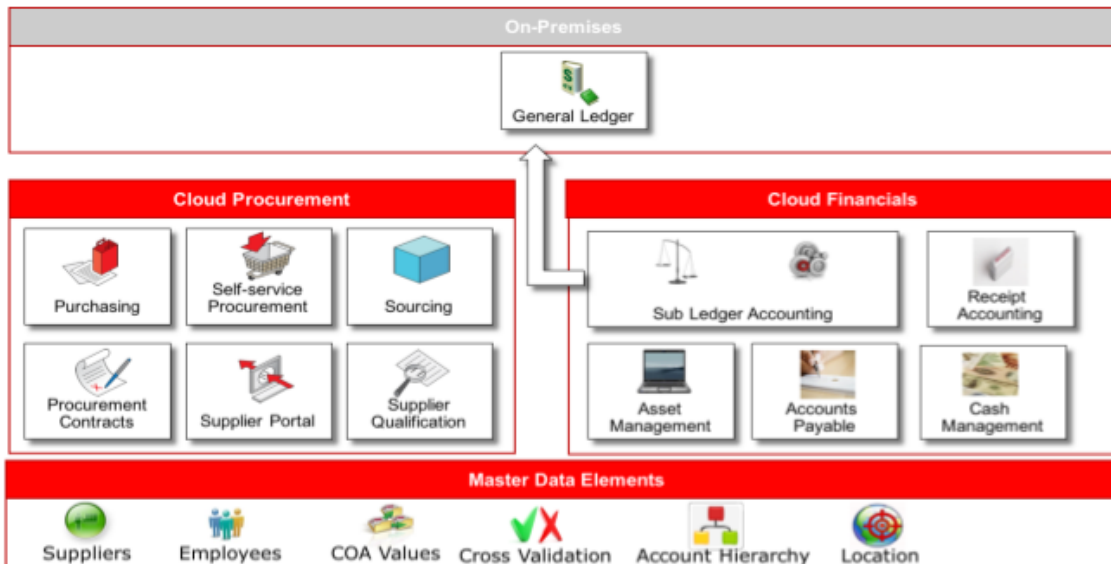 On-Premises
General Ledger
Cloud Procurement
Purchasing
Self-service
Procurement
Sourcing
Procurement
Contracts
Supplier Portal
Supplier
Qualification
Cloud Financials
Sub Ledger Accounting
Receipt
Accounting
Asset
Management
Accounts
Payable
Cash
Management
Master Data Elements
Suppliers
Employees
COA Values
Cross Validation
Account Hierarchy
Location